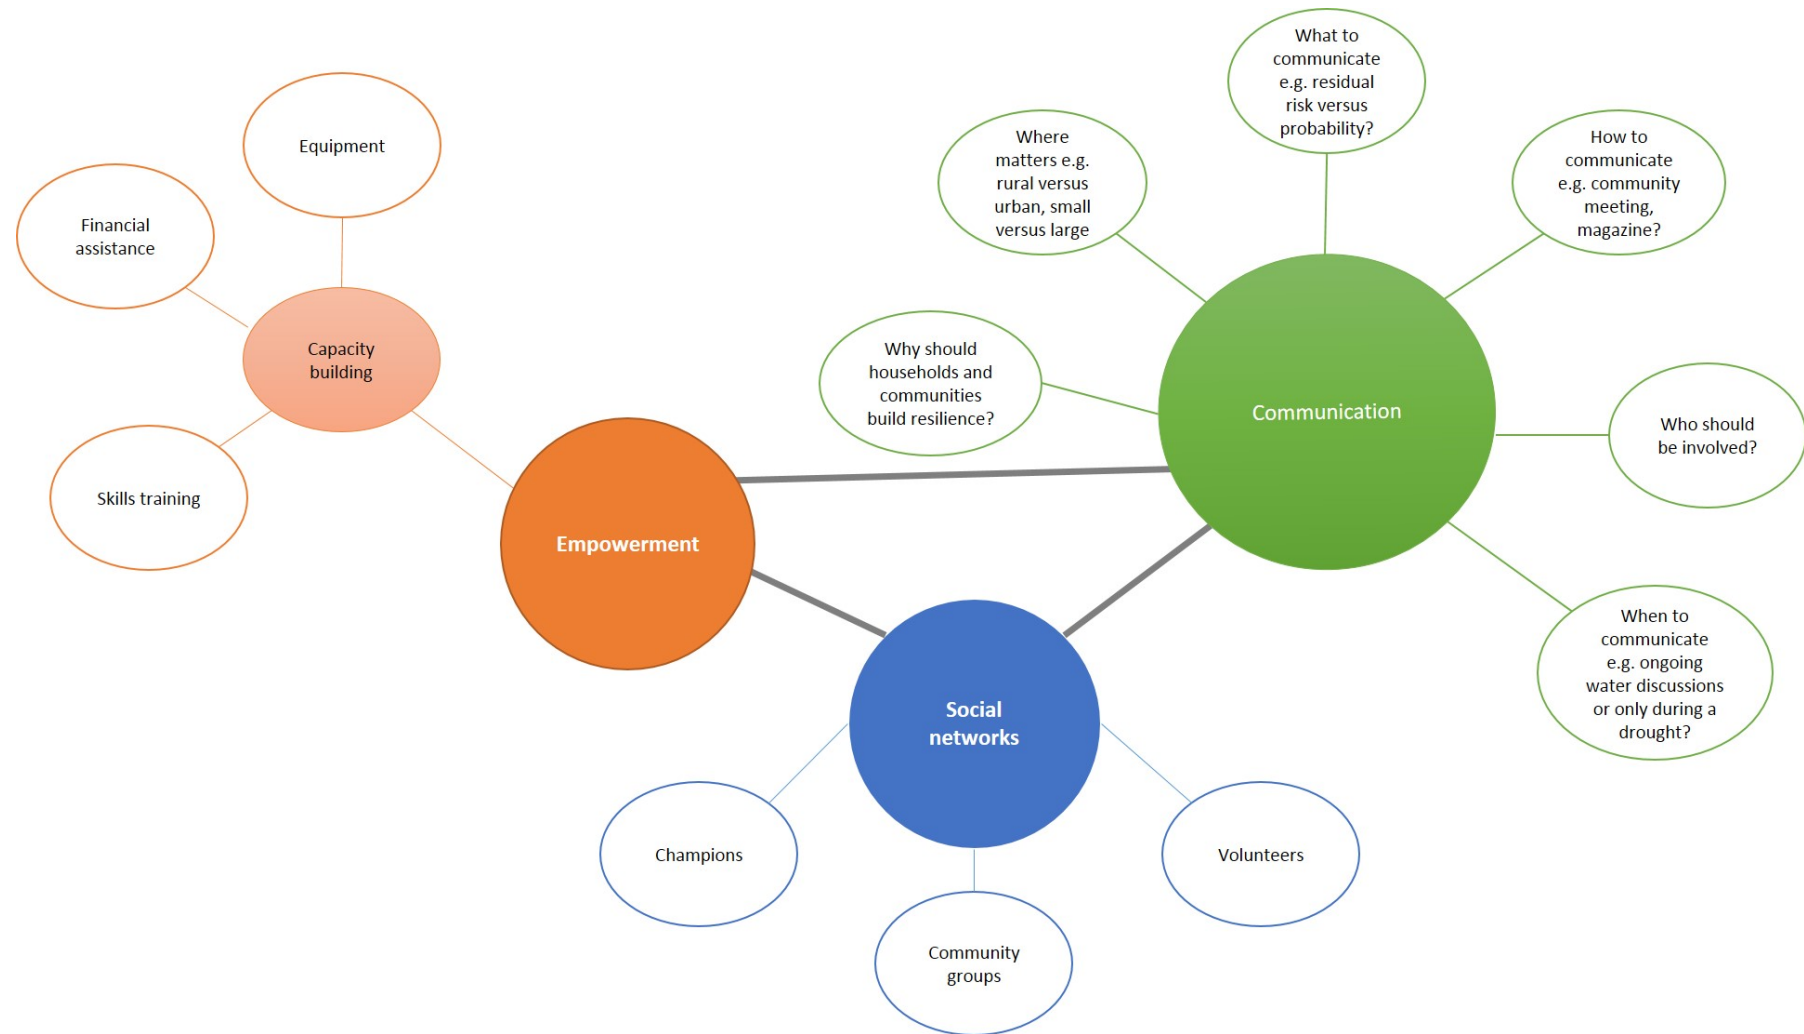 What to
communicate
e.g. residual
risk versus
probability?
Where
matters e.g.
rural versus
urban, small
versus large
How to
communicate
e.g. community
meeting,
magazine?
Equipment
Financial
assistance
Capacity
building
Skills training
Why should
households and
communities
build resilience?
Communication
Who should
be involved?
Empowerment
When to
communicate
e.g. ongoing
water discussions
or only during a
drought?
Social
networks
Champions
Community
groups
Volunteers